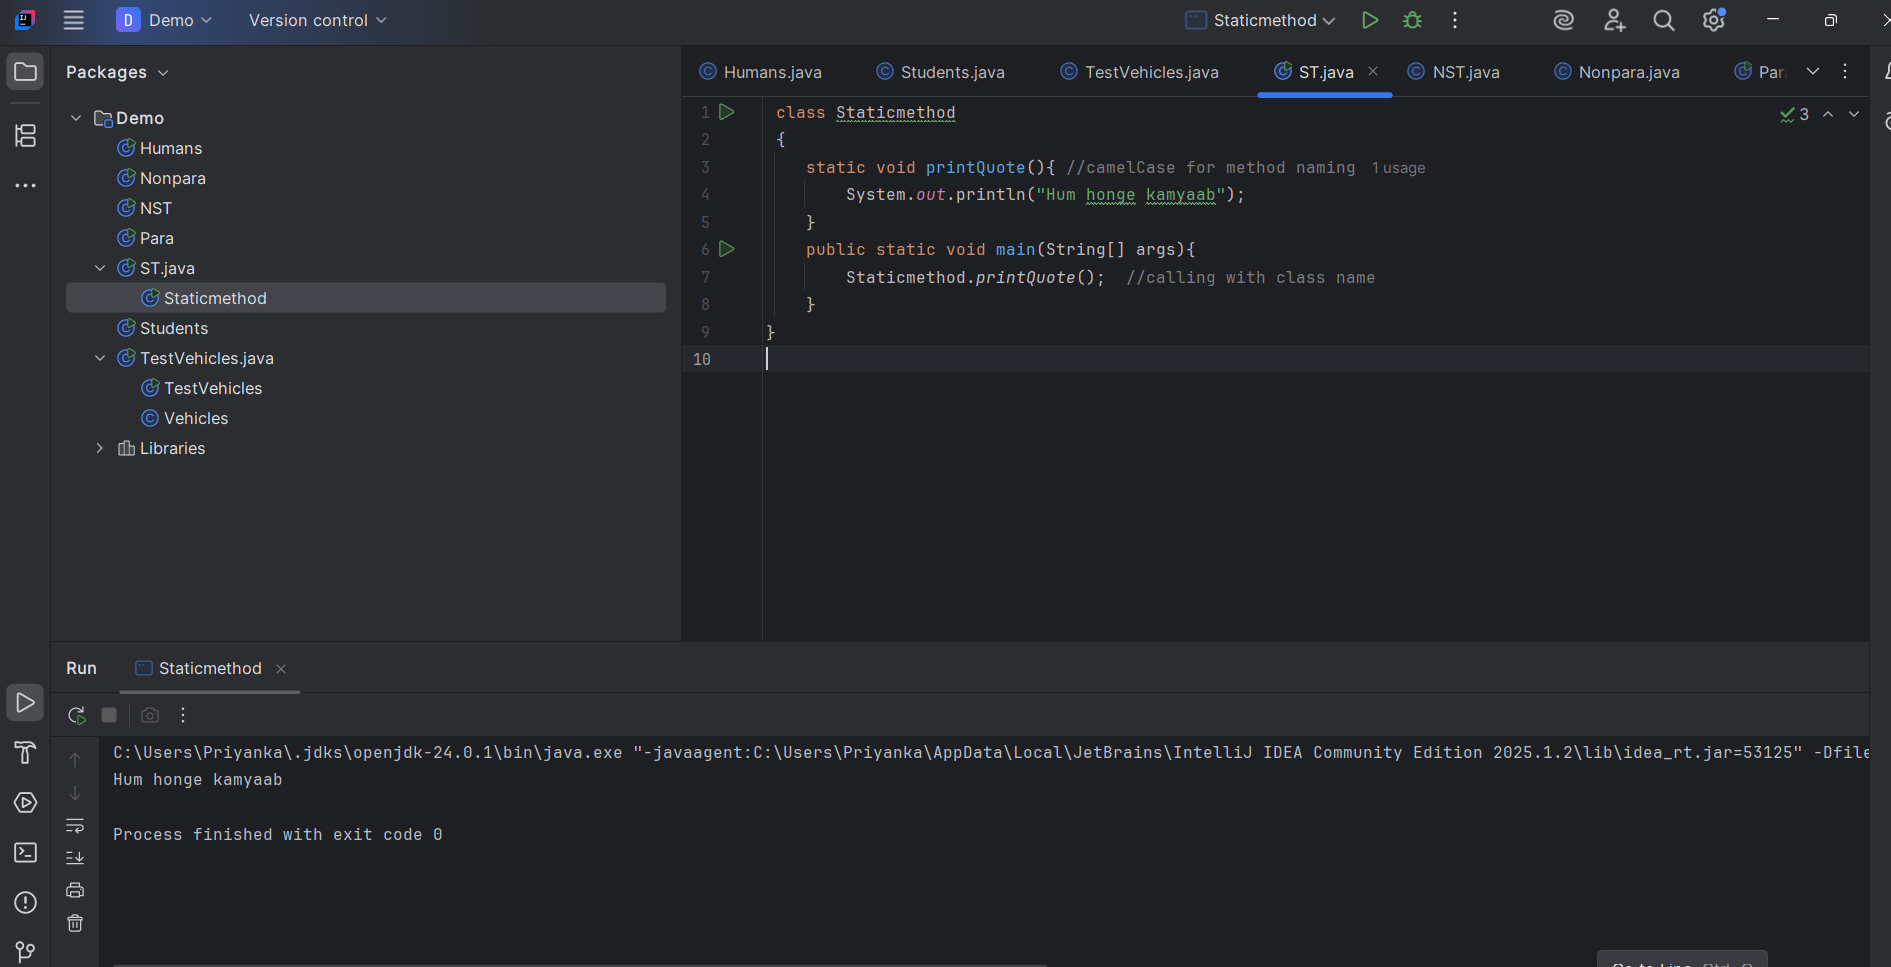 D Demo Version control Staticmethod
Packages
Humans.java Students.java TestVehicles.java ST.java NST.java Nonpara.java
Demo
Humans
Nonpara
NST
Para
ST.java
Staticmethod
Students
TestVehicles.java
TestVehicles
Vehicles
Libraries
1 class Staticmethod
2 {
3 static void printQuote(){ //camelCase for method naming 1 usage
4 System.out.println("Hum honge kamyaab");
5 }
6 public static void main(String[] args){
7 Staticmethod.printQuote(); //calling with class name
8 }
9 }
10
3
Run Staticmethod
C:\Users\Priyanka\.jdks\openjdk-24.0.1\bin\java.exe "-javaagent:C:\Users\Priyanka\AppData\Local\JetBrains\IntelliJ IDEA Community Edition 2025.1.2\lib\idea_rt.jar=53125" -Dfile
Hum honge kamyaab
Process finished with exit code 0